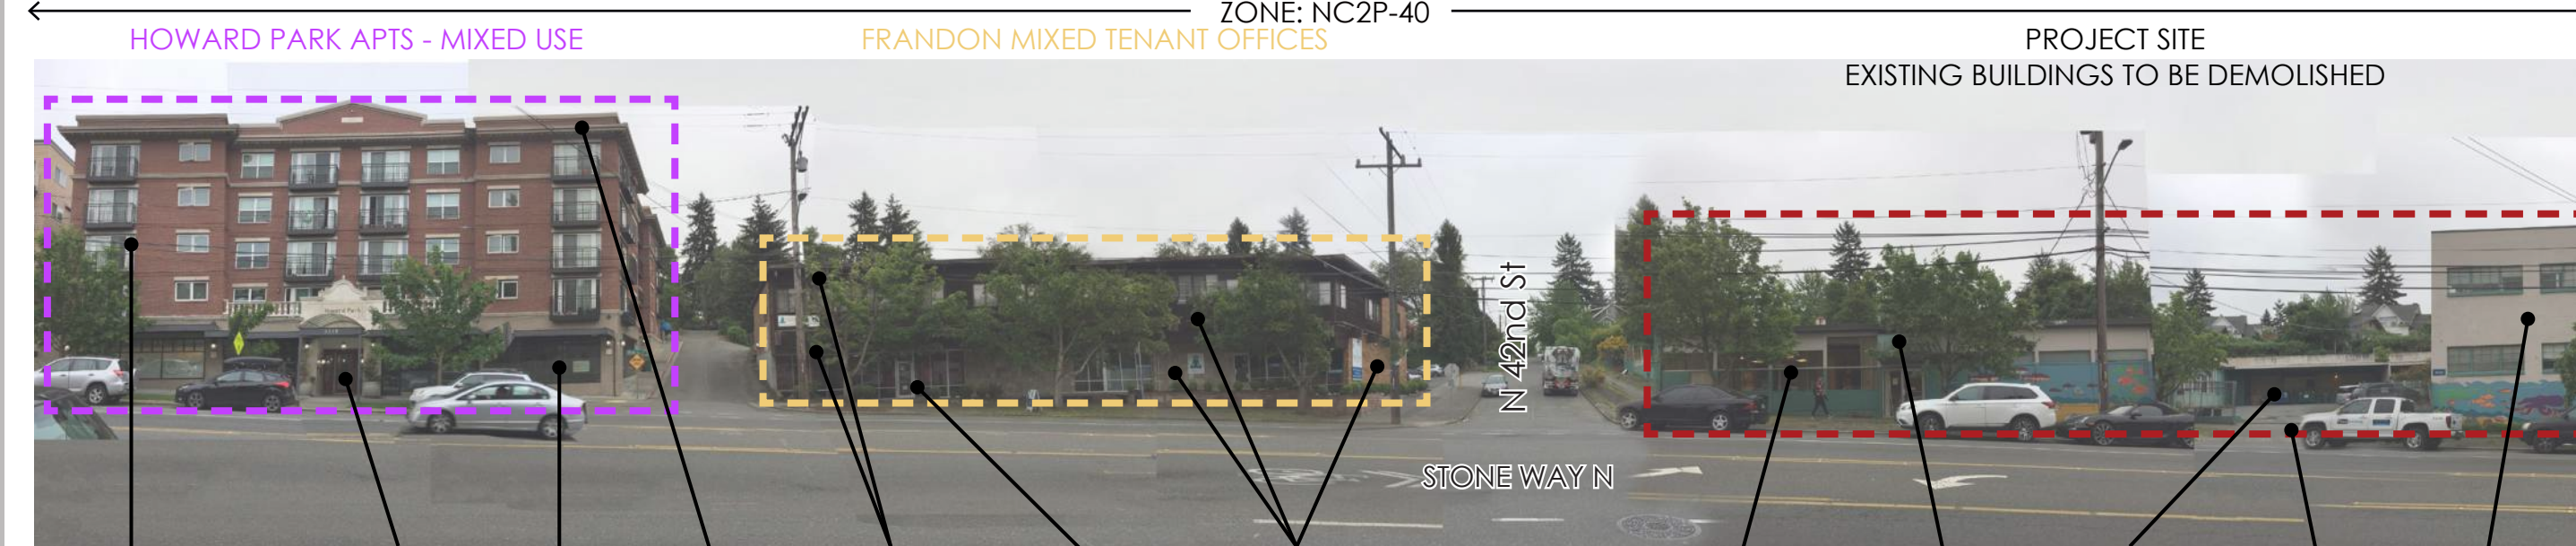 ZONE: NC2P-40
HOWARD PARK APTS - MIXED USE
FRANDON MIXED TENANT OFFICES
PROJECT SITE
EXISTING BUILDINGS TO BE DEMOLISHED
N 42nd St
STONE WAY N